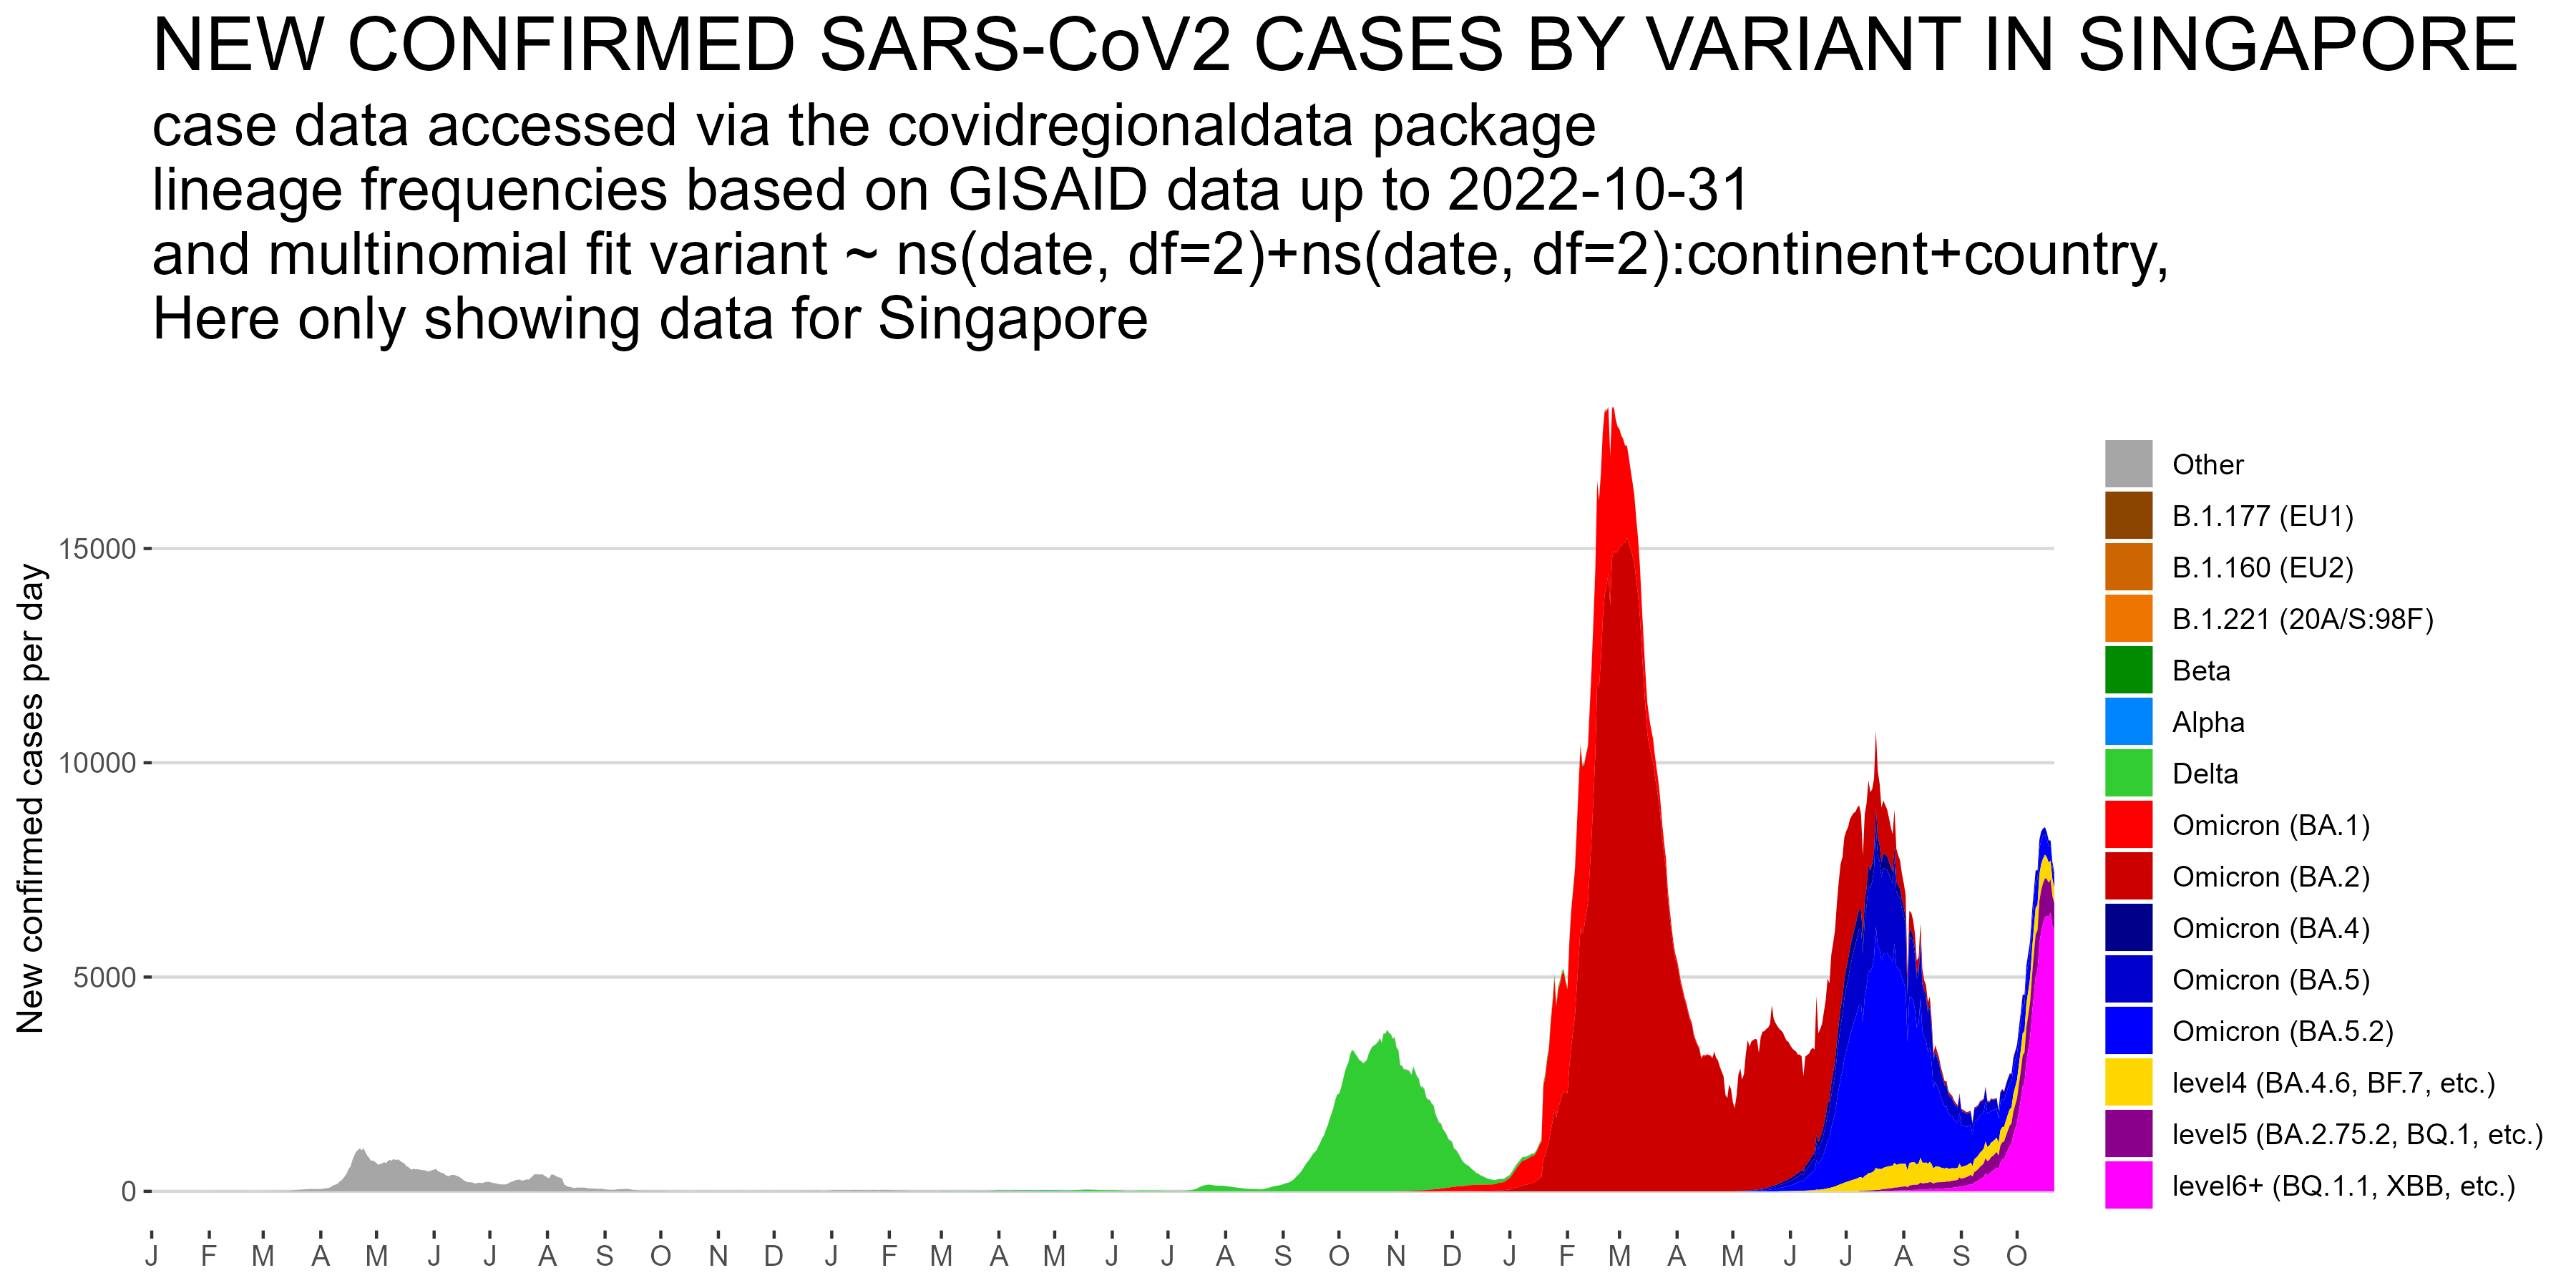 NEW CONFIRMED SARS-CoV2 CASES BY VARIANT IN SINGAPORE
case data accessed via the covidregionaldata package
lineage frequencies based on GISAID data up to 2022-10-31
and multinomial fit variant ~ ns(date, df=2)+ns(date, df=2):continent+country,
Here only showing data for Singapore
New confirmed cases per day
15000
10000
5000
0
J F M A M J J A S O N D J F M A M J J A S O N D J F M A M J J A S O
Other
B.1.177 (EU1)
B.1.160 (EU2)
B.1.221 (20A/S:98F)
Beta
Alpha
Delta
Omicron (BA.1)
Omicron (BA.2)
Omicron (BA.4)
Omicron (BA.5)
Omicron (BA.5.2)
level4 (BA.4.6, BF.7, etc.)
level5 (BA.2.75.2, BQ.1, etc.)
level6+ (BQ.1.1, XBB, etc.)